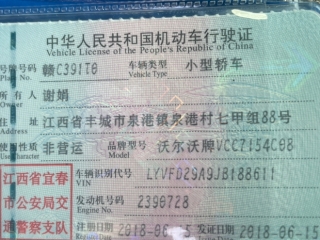 中华人民共和国机动车行驶证
Vehicle License of the People's Republic of China
号牌号码 赣C391T0 车辆类型 小型轿车
Plate No. Vehicle Type
所有人 谢娟
Owner
住址 江西省丰城市泉港镇泉港村七甲组88号
Address
使用性质 非营运 品牌型号 沃尔沃牌VCC7154C08
Use Character Model
江西省宜春 车辆识别代号 LYVFD29A9JB188611
VIN
市公安局交 发动机号码 2390728
Engine No.
通警察支队 2018-06-15 发证日期 2018-06-15